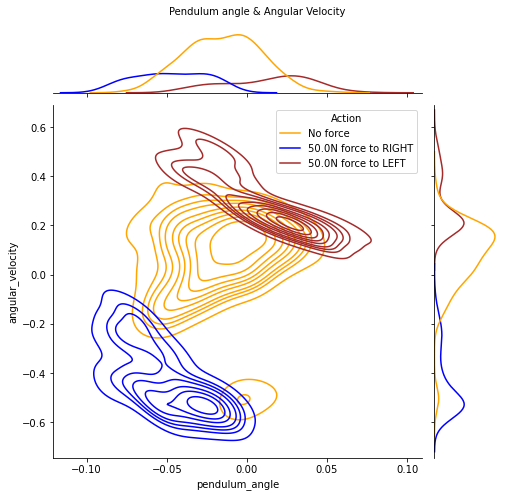 Pendulum angle & Angular Velocity
Action
No force
50.0N force to RIGHT
50.0N force to LEFT
0.6
0.4
0.2
0.0
−0.2
−0.4
−0.6
angular_velocity
−0.10
−0.05
0.00
0.05
0.10
pendulum_angle